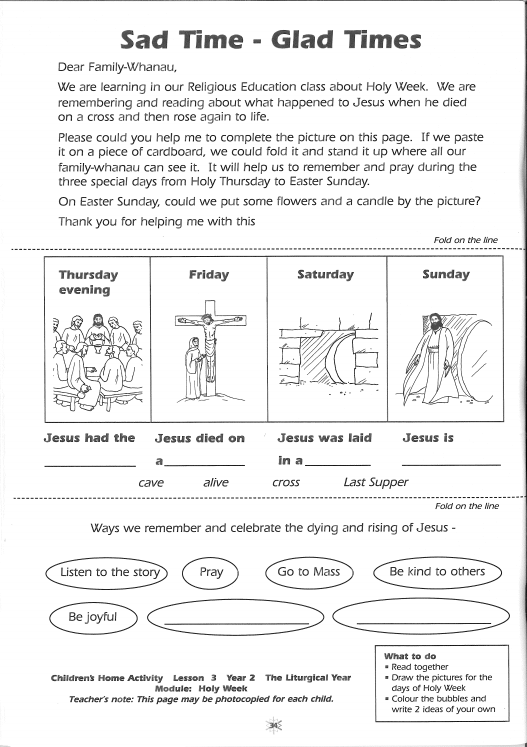 Sad Time - Glad Times
Dear Family-Whanau,
We are learning in our Religious Education class about Holy Week. We are
remembering and reading about what happened to Jesus when he died
on a cross and then rose again to life.
Please could you help me to complete the picture on this page. If we paste
it on a piece of cardboard, we could fold it and stand it up where all our
family-whanau can see it. It will help us to remember and pray during the
three special days from Holy Thursday to Easter Sunday.
On Easter Sunday, could we put some flowers and a candle by the picture?
Thank you for helping me with this
Fold on the line
Thursday evening
Friday
Saturday
Sunday
Jesus had the ____________
Jesus died on a____________
Jesus was laid in a__________
Jesus is ____________
cave alive cross Last Supper
Fold on the line
Ways we remember and celebrate the dying and rising of Jesus -
Listen to the story
Pray
Go to Mass
Be kind to others
Be joyful
Children's Home Activity Lesson 3 Year 2 The Liturgical Year
Module: Holy Week
Teacher's note: This page may be photocopied for each child.
What to do
▪ Read together
▪ Draw the pictures for the
days of Holy Week
▪ Colour the bubbles and
write 2 ideas of your own
34